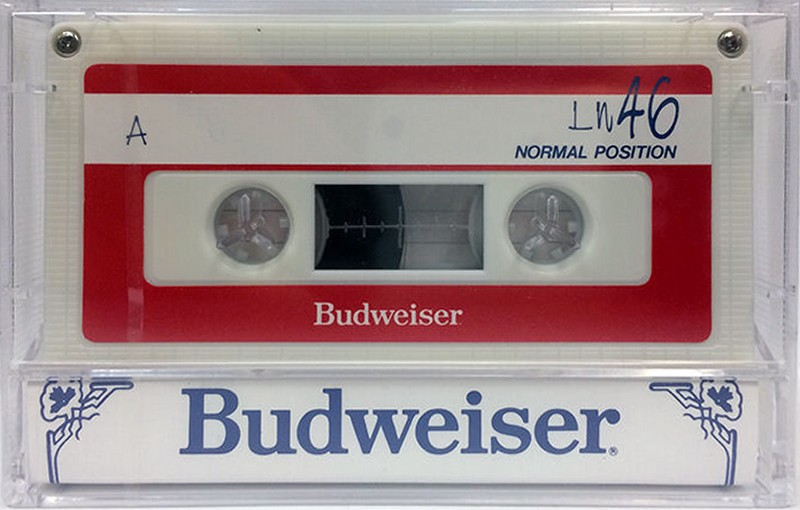 A
LN46
NORMAL POSITION
Budweiser
Budweiser®